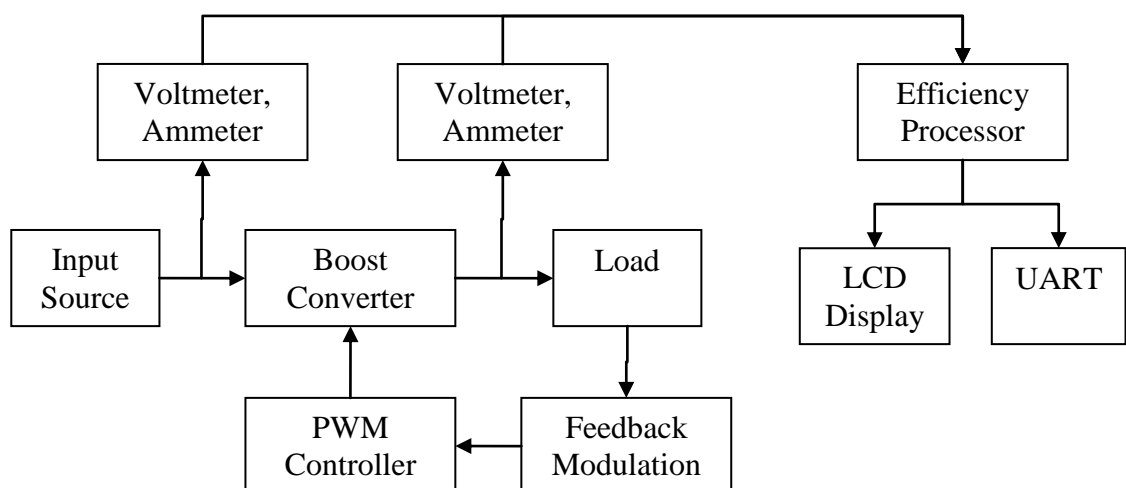 Voltmeter,
Ammeter
Voltmeter,
Ammeter
Efficiency
Processor
Input
Source
Boost
Converter
Load
LCD
Display
UART
PWM
Controller
Feedback
Modulation